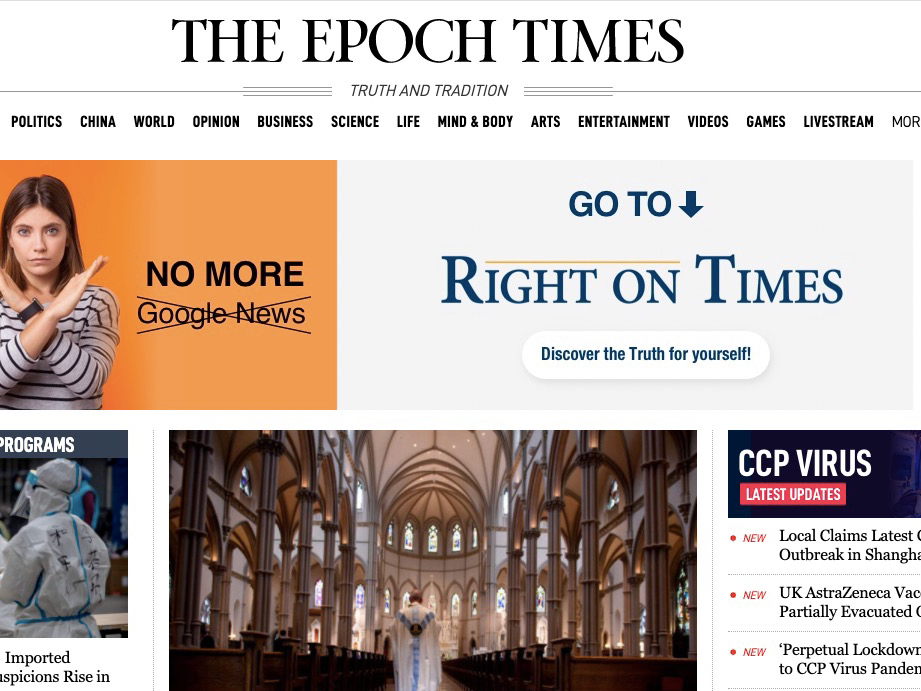 THE EPOCH TIMES
TRUTH AND TRADITION
POLITICS CHINA WORLD OPINION BUSINESS SCIENCE LIFE MIND & BODY ARTS ENTERTAINMENT VIDEOS GAMES LIVESTREAM MOR
NO MORE
Google News
GO TO
RIGHT ON TIMES
Discover the Truth for yourself!
PROGRAMS
Imported
uspicions Rise in
CCP VIRUS
LATEST UPDATES
NEW Local Claims Latest
Outbreak in Shangha
NEW UK AstraZeneca Vac
Partially Evacuated
NEW ‘Perpetual Lockdown
to CCP Virus Pandem